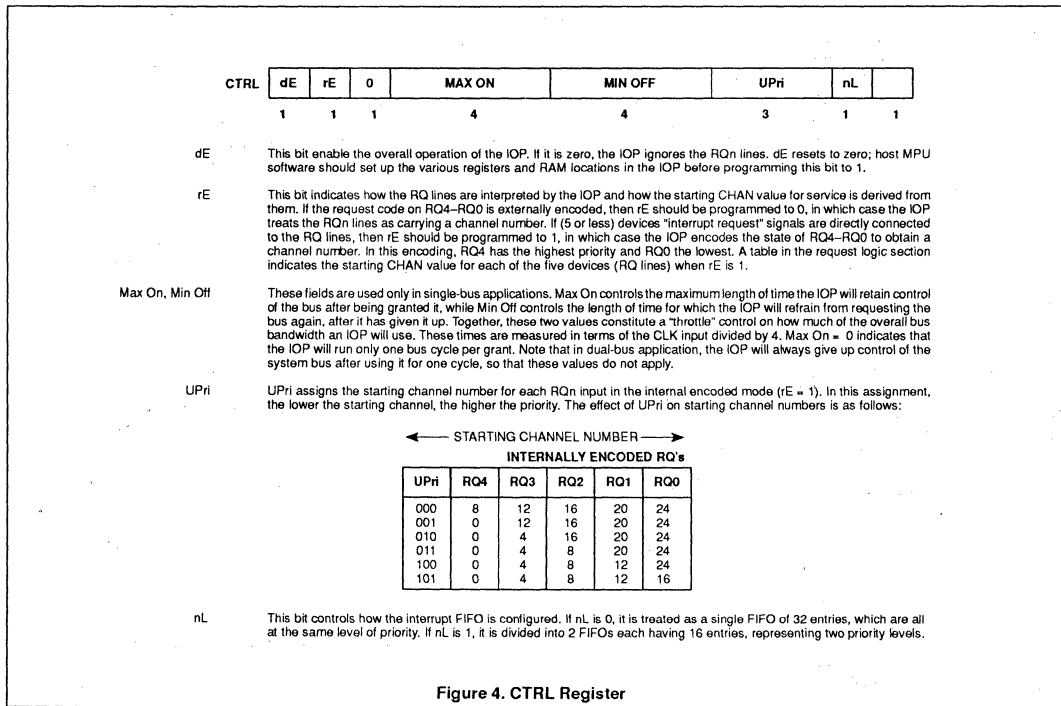 CTRL dE rE 0 MAX ON MIN OFF UPri nL
1 1 1 4 4 3 1 1
dE This bit enable the overall operation of the IOP. If it is zero, the IOP ignores the RQn lines. dE resets to zero; host MPU
software should set up the various registers and RAM locations in the IOP before programming this bit to 1.
rE This bit indicates how the RQ lines are interpreted by the IOP and how the starting CHAN value for service is derived from
them. If the request code on RQ4–RQ0 is externally encoded, then rE should be programmed to 0, in which case the IOP
treats the RQn lines as carrying a channel number. If (5 or less) devices "interrupt request" signals are directly connected
to the RQ lines, then rE should be programmed to 1, in which case the IOP encodes the state of RQ4–RQ0 to obtain a
channel number. In this encoding, RQ4 has the highest priority and RQ0 the lowest. A table in the request logic section
indicates the starting CHAN value for each of the five devices (RQ lines) when rE is 1.
Max On, Min Off These fields are used only in single-bus applications. Max On controls the maximum length of time the IOP will retain control
of the bus after being granted it, while Min Off controls the length of time for which the IOP will refrain from requesting the
bus again, after it has given it up. Together, these two values constitute a "throttle" control on how much of the overall bus
bandwidth an IOP will use. These times are measured in terms of the CLK input divided by 4. Max On = 0 indicates that
the IOP will run only one bus cycle per grant. Note that in dual-bus application, the IOP will always give up control of the
system bus after using it for one cycle, so that these values do not apply.
UPri UPri assigns the starting channel number for each RQn input in the internal encoded mode (rE = 1). In this assignment,
the lower the starting channel, the higher the priority. The effect of UPri on starting channel numbers is as follows:
STARTING CHANNEL NUMBER
INTERNALLY ENCODED RQ's
UPri RQ4 RQ3 RQ2 RQ1 RQ0
000 8 12 16 20 24
001 0 12 16 20 24
010 0 4 16 20 24
011 0 4 8 20 24
100 0 4 8 12 24
101 0 4 8 12 16
nL This bit controls how the interrupt FIFO is configured. If nL is 0, it is treated as a single FIFO of 32 entries, which are all
at the same level of priority. If nL is 1, it is divided into 2 FIFOs each having 16 entries, representing two priority levels.
Figure 4. CTRL Register